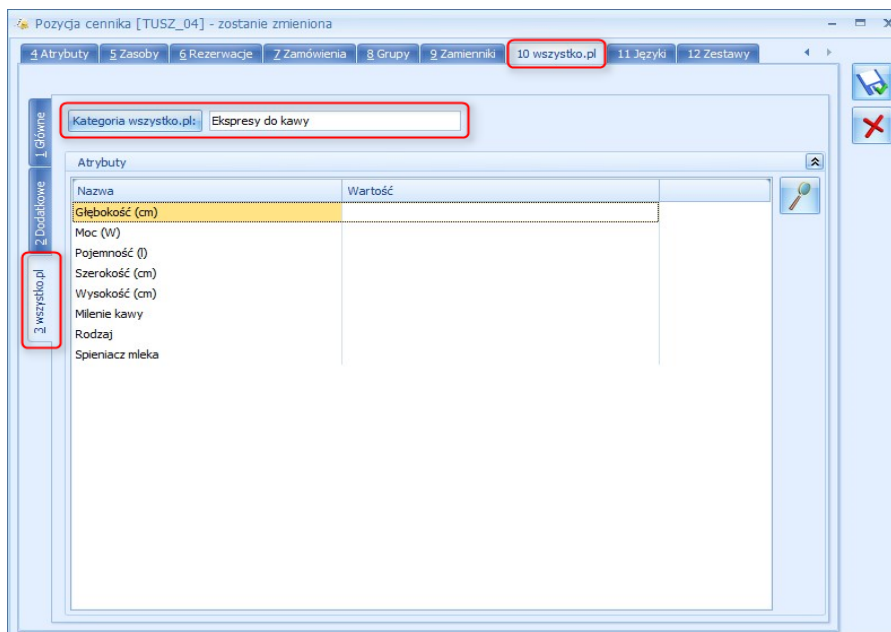 Pozycja cennika [TUSZ_04] - zostanie zmieniona
4 Atrybuty 5 Zasoby 6 Rezerwacje 7 Zamówienia 8 Grupy 9 Zamienniki 10 wszystko.pl 11 Języki 12 Zestawy
1 Główne
2 Dodatkowe
3 wszystko.pl
Kategoria wszystko.pl: Ekspresy do kawy
Atrybuty
Nazwa Wartość
Głębokość (cm)
Moc (W)
Pojemność (l)
Szerokość (cm)
Wysokość (cm)
Milenie kawy
Rodzaj
Spieniacz mleka